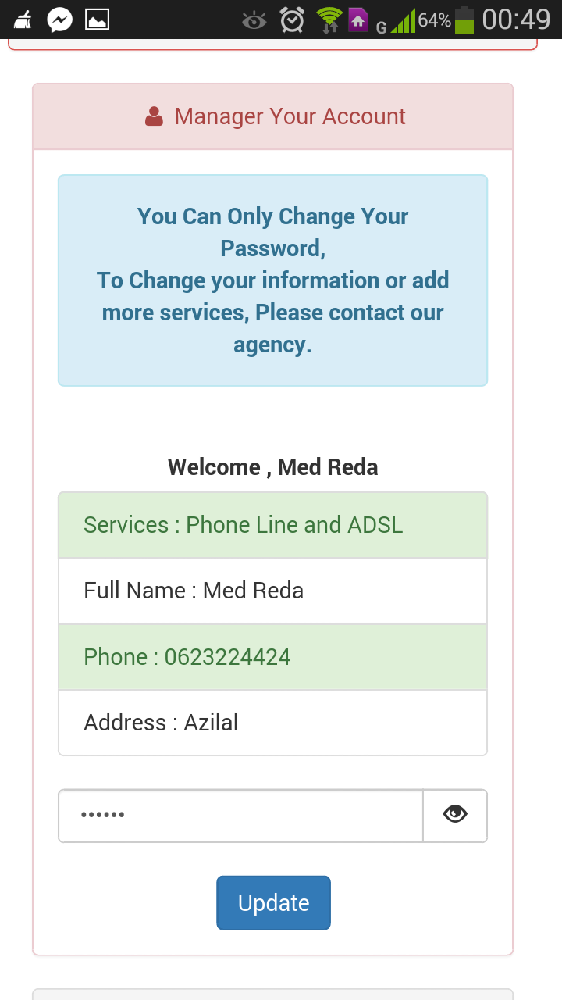 G 64% 00:49
Manager Your Account
You Can Only Change Your
Password,
To Change your information or add
more services, Please contact our
agency.
Welcome , Med Reda
Services : Phone Line and ADSL
Full Name : Med Reda
Phone : 0623224424
Address : Azilal
••••••
Update